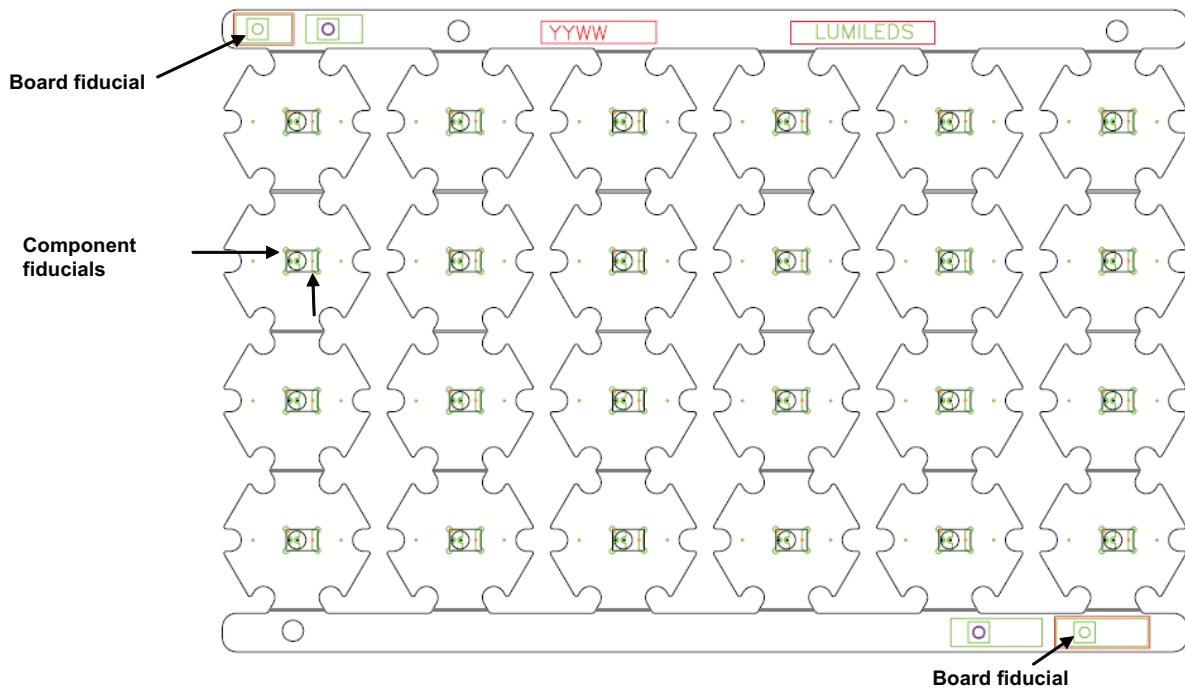 YYWW
LUMILEDS
Board fiducial
Component
fiducials
Board fiducial